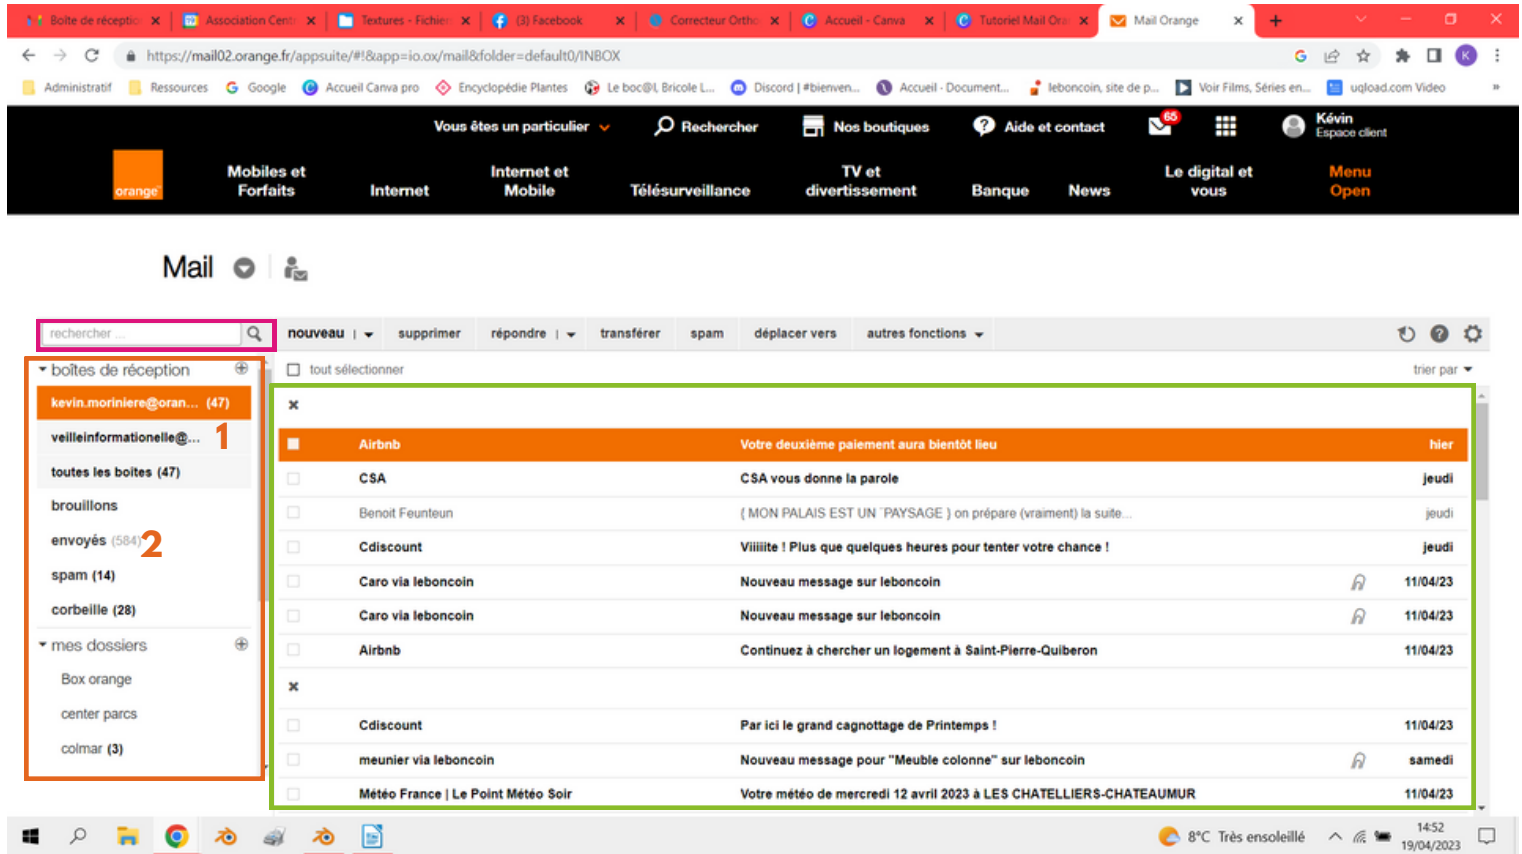 Boîte de réception
Association Cent
Textures - Fichier
(3) Facebook
Correcteur Ortho
Accueil - Canva
Tutoriel Mail Ora
Mail Orange
https://mail02.orange.fr/appsuite/#!&app=io.ox/mail&folder=default0/INBOX
K
Administratif
Ressources
Google
Accueil Canva pro
Encyclopédie Plantes
Le boc@L Bricole L...
Discord | #bienven...
Accueil - Document...
leboncoin, site de p...
Voir Films, Séries en...
uqload.com Video
»
Vous êtes un particulier
Rechercher
Nos boutiques
Aide et contact
65
Kévin
Espace client
orange
Mobiles et
Forfaits
Internet
Internet et
Mobile
Télésurveillance
TV et
divertissement
Banque
News
Le digital et
vous
Menu
Open
Mail
rechercher ...
nouveau
supprimer
répondre
transférer
spam
déplacer vers
autres fonctions
boîtes de réception
tout sélectionner
trier par
kevin.moriniere@oran... (47)
veilleinformationelle@...
1
toutes les boîtes (47)
brouillons
envoyés (584)
2
spam (14)
corbeille (28)
mes dossiers
Box orange
center parcs
colmar (3)
Airbnb Votre deuxième paiement aura bientôt lieu hier
CSA CSA vous donne la parole jeudi
Benoit Feunteun ( MON PALAIS EST UN ¨PAYSAGE ) on prépare (vraiment) la suite... jeudi
Cdiscount Viiiiite ! Plus que quelques heures pour tenter votre chance ! jeudi
Caro via leboncoin Nouveau message sur leboncoin 11/04/23
Caro via leboncoin Nouveau message sur leboncoin 11/04/23
Airbnb Continuez à chercher un logement à Saint-Pierre-Quiberon 11/04/23
Cdiscount Par ici le grand cagnottage de Printemps ! 11/04/23
meunier via leboncoin Nouveau message pour "Meuble colonne" sur leboncoin samedi
Météo France | Le Point Météo Soir Votre météo de mercredi 12 avril 2023 à LES CHATELLIERS-CHATEAUMUR 11/04/23
8°C Très ensoleillé
14:52
19/04/2023